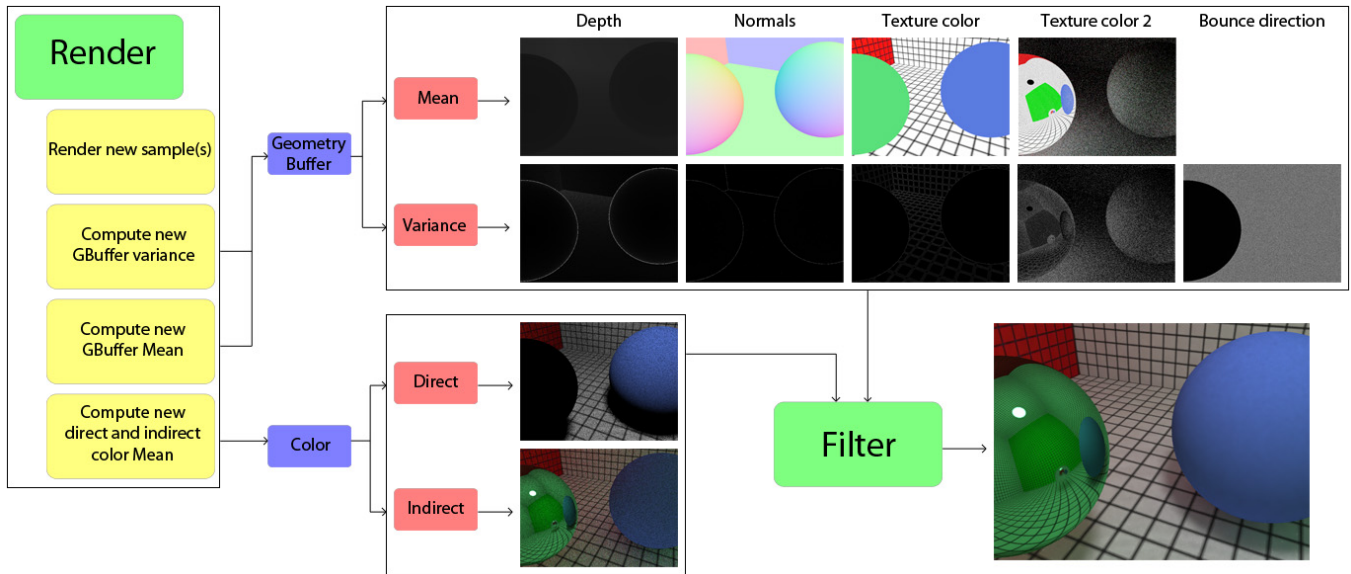 Render
Render new sample(s)
Compute new
GBuffer variance
Compute new
GBuffer Mean
Compute new
direct and indirect
color Mean
Geometry
Buffer
Color
Mean
Variance
Depth
Normals
Texture color
Texture color 2
Bounce direction
Direct
Indirect
Filter